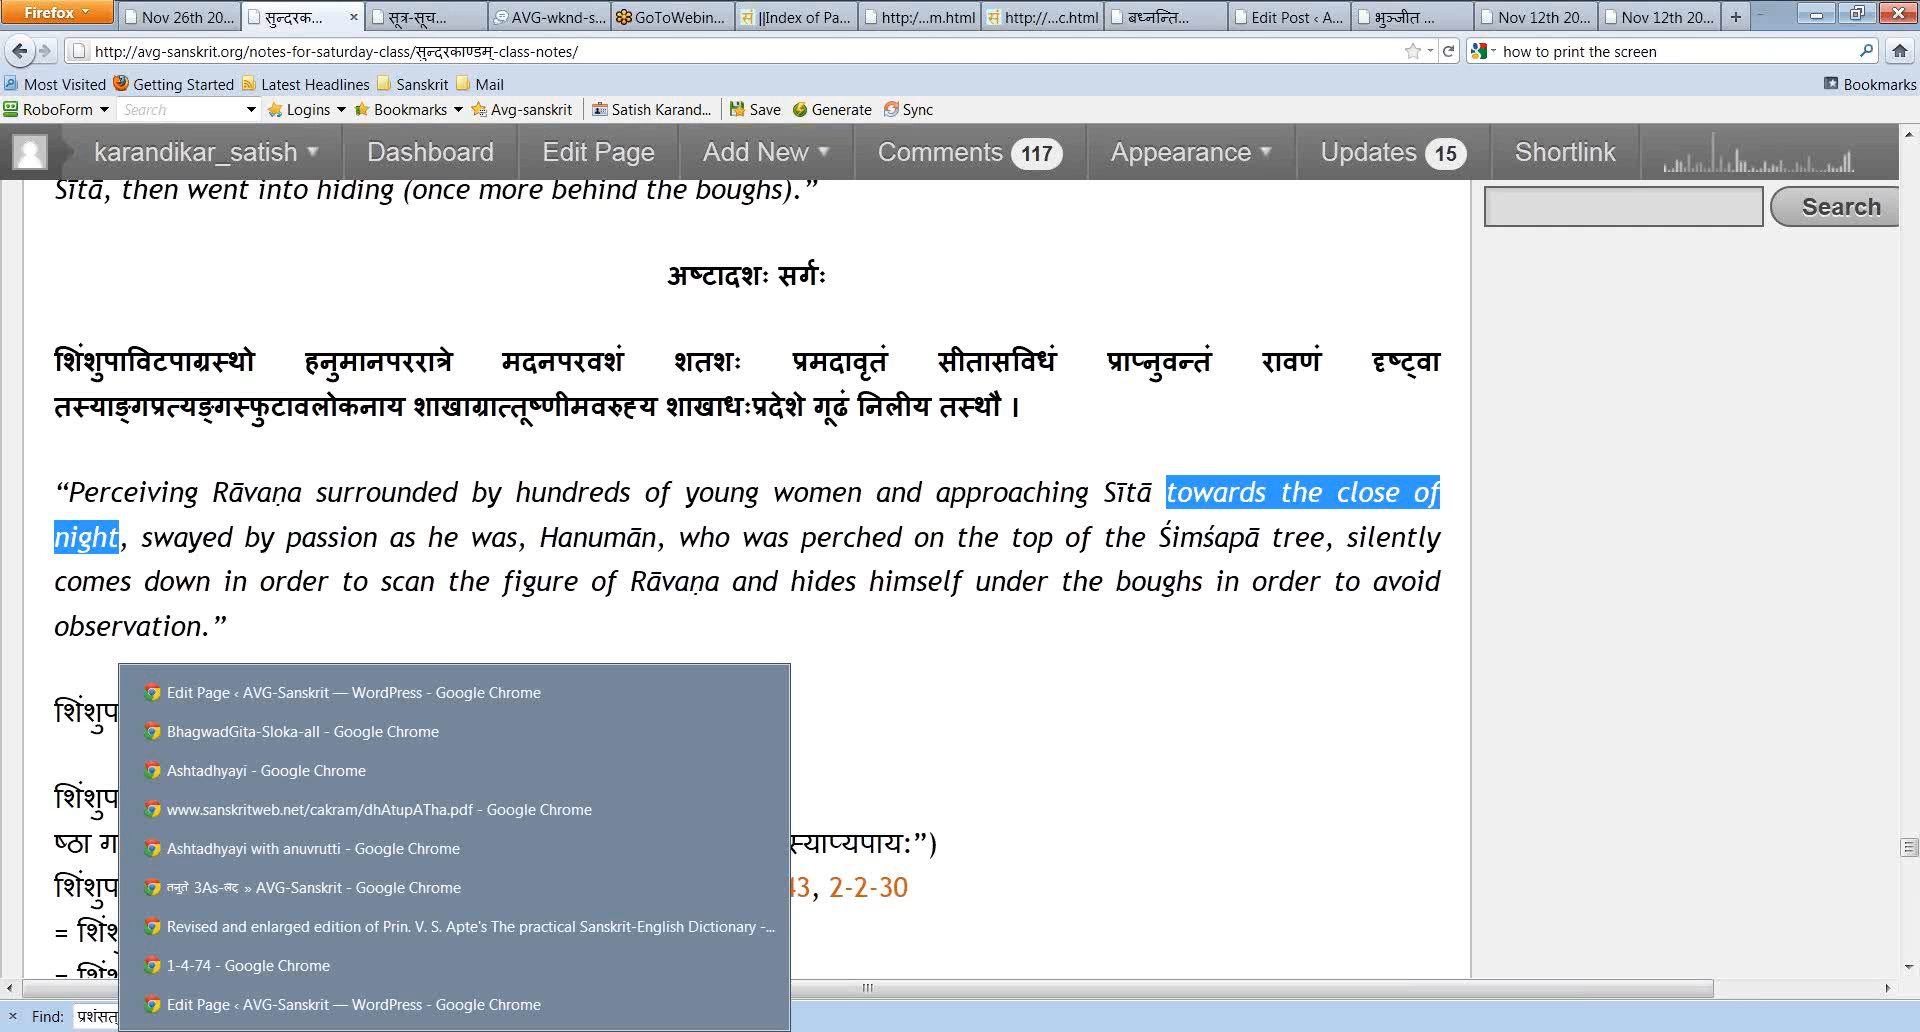 Firefox
Nov 26th 20...
सुन्दरक...
सूत्र-सूच...
AVG-wknd-s...
GoToWebin...
||Index of Pa...
http:/...m.html
http://...c.html
बध्नन्ति...
Edit Post ‹ A...
भुञ्जीत ...
Nov 12th 20...
Nov 12th 20...
http://avg-sanskrit.org/notes-for-saturday-class/सुन्दरकाण्डम्-class-notes/
how to print the screen
Most Visited Getting Started Latest Headlines Sanskrit Mail Bookmarks
RoboForm Search Logins Bookmarks Avg-sanskrit Satish Karand... Save Generate Sync
karandikar_satish Dashboard Edit Page Add New Comments 117 Appearance Updates 15 Shortlink
Sītā, then went into hiding (once more behind the boughs).”
Search
अष्टादशः सर्गः
शिंशुपाविटपाग्रस्थो हनुमानपररात्रे मदनपरवशं शतशः प्रमदावृतं सीतासविधं प्राप्नुवन्तं रावणं दृष्ट्वा
तस्याङ्गप्रत्यङ्गस्फुटावलोकनाय शाखाग्रात्तूष्णीमवरुह्य शाखाधःप्रदेशे गूढं निलीय तस्थौ ।
“Perceiving Rāvaṇa surrounded by hundreds of young women and approaching Sītā towards the close of
night, swayed by passion as he was, Hanumān, who was perched on the top of the Śimśapā tree, silently
comes down in order to scan the figure of Rāvaṇa and hides himself under the boughs in order to avoid
observation.”
Edit Page ‹ AVG-Sanskrit — WordPress - Google Chrome
शिंशुप
BhagwadGita-Sloka-all - Google Chrome
Ashtadhyayi - Google Chrome
शिंशुप
www.sanskritweb.net/cakram/dhAtupATha.pdf - Google Chrome
ष्ठा ग
Ashtadhyayi with anuvrutti - Google Chrome
स्याप्यपाय:”)
शिंशुप
तनुते 3As-लट् » AVG-Sanskrit - Google Chrome
43, 2-2-30
= शिंश
Revised and enlarged edition of Prin. V. S. Apte's The practical Sanskrit-English Dictionary -...
1-4-74 - Google Chrome
Edit Page ‹ AVG-Sanskrit — WordPress - Google Chrome
Find: प्रशंसत्